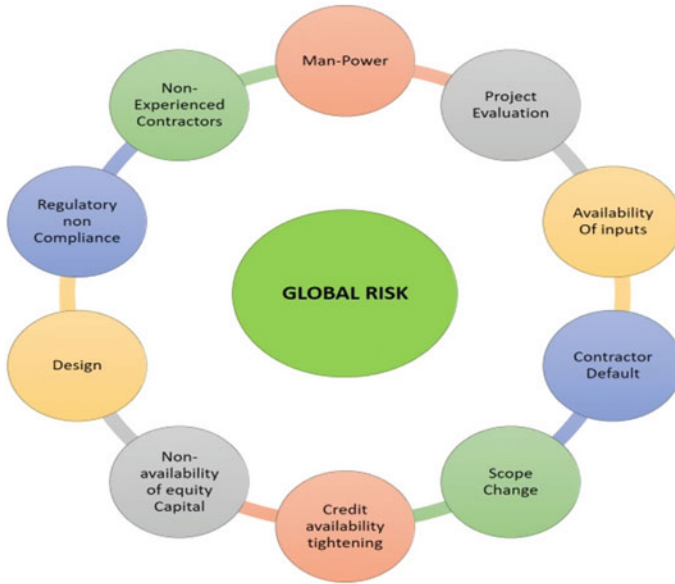 Man-Power
Project
Evaluation
Availability
Of inputs
Contractor
Default
Scope
Change
Credit
availability
tightening
Non-
availability
of equity
Capital
Design
Regulatory
non
Compliance
Non-
Experienced
Contractors
GLOBAL RISK